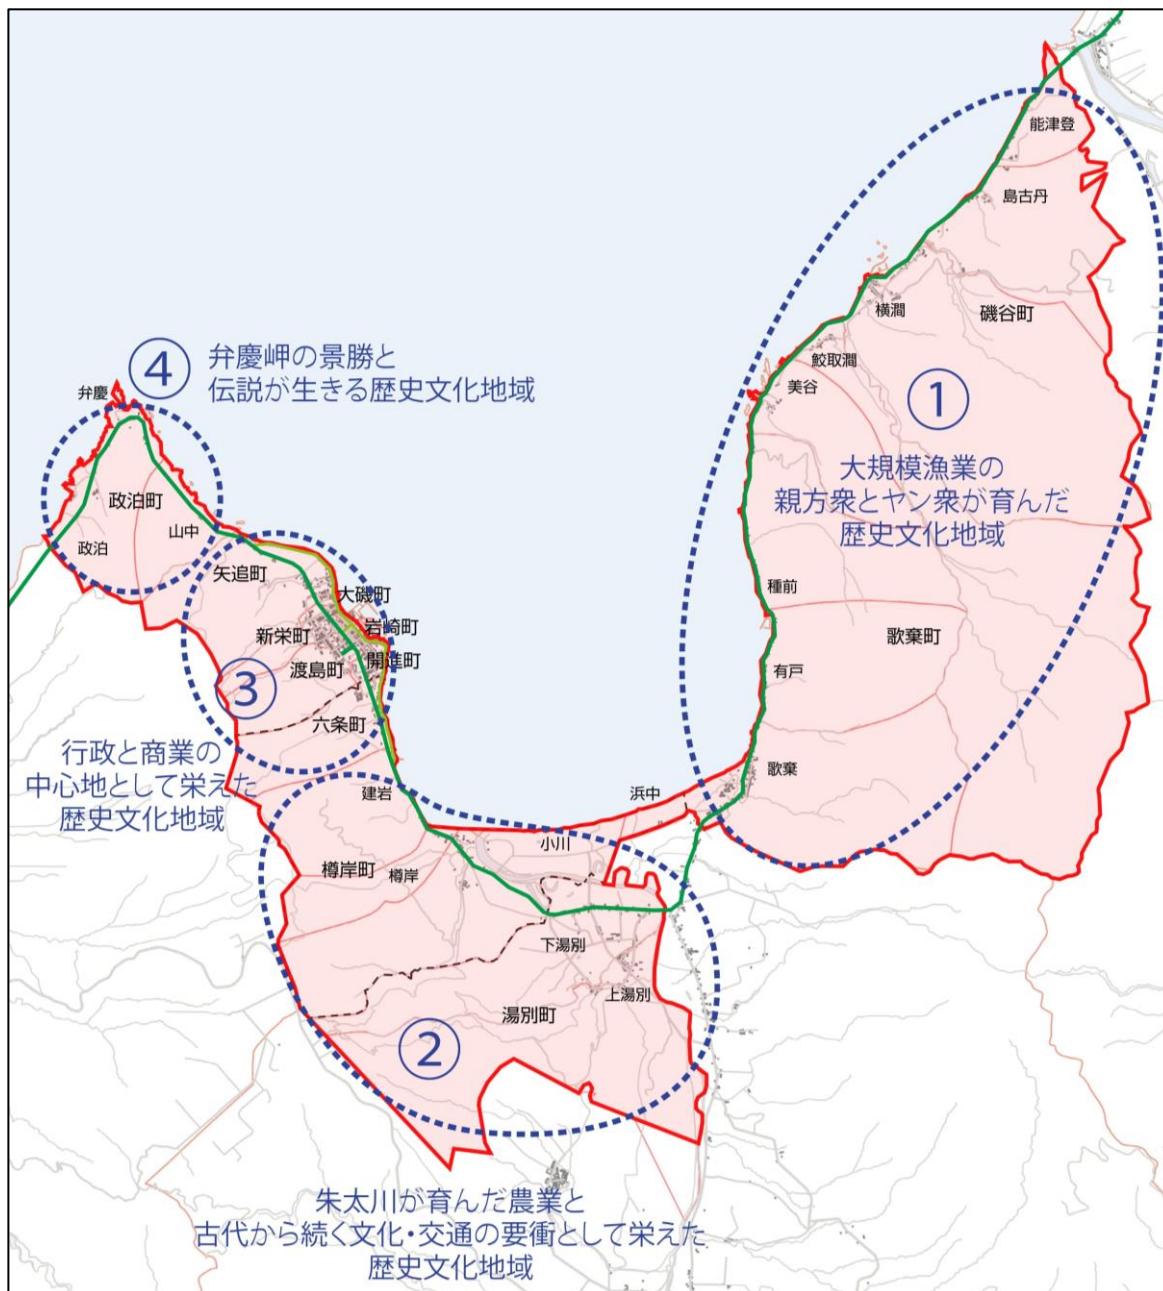 能津登
島古丹
磯谷町
横澗
鮫取澗
美谷
①
大規模漁業の
親方衆とヤン衆が育んだ
歴史文化地域
種前
歌棄町
有戸
歌棄
浜中
④
弁慶岬の景勝と
伝説が生きる歴史文化地域
弁慶
政泊町
山中
政泊
矢追町
大磯町
岩崎町
新栄町
開進町
渡島町
③
六条町
行政と商業の
中心地として栄えた
歴史文化地域
建岩
小川
樽岸町
樽岸
下湯別
上湯別
湯別町
②
朱太川が育んだ農業と
古代から続く文化・交通の要衝として栄えた
歴史文化地域